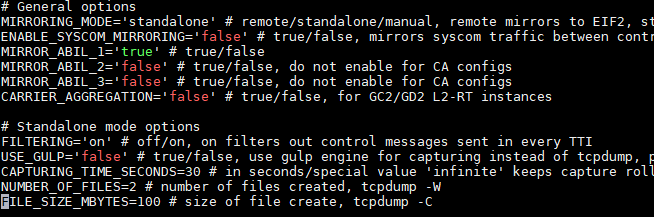 # General options
MIRRORING_MODE='standalone' # remote/standalone/manual, remote mirrors to EIF2, st
ENABLE_SYSCOM_MIRRORING='false' # true/false, mirrors syscom traffic between contr
MIRROR_ABIL_1='true' # true/false
MIRROR_ABIL_2='false' # true/false, do not enable for CA configs
MIRROR_ABIL_3='false' # true/false, do not enable for CA configs
CARRIER_AGGREGATION='false' # true/false, for GC2/GD2 L2-RT instances
# Standalone mode options
FILTERING='on' # off/on, on filters out control messages sent in every TTI
USE_GULP='false' # true/false, use gulp engine for capturing instead of tcpdump, p
CAPTURING_TIME_SECONDS=30 # in seconds/special value 'infinite' keeps capture roll
NUMBER_OF_FILES=2 # number of files created, tcpdump -W
FILE_SIZE_MBYTES=100 # size of file create, tcpdump -C